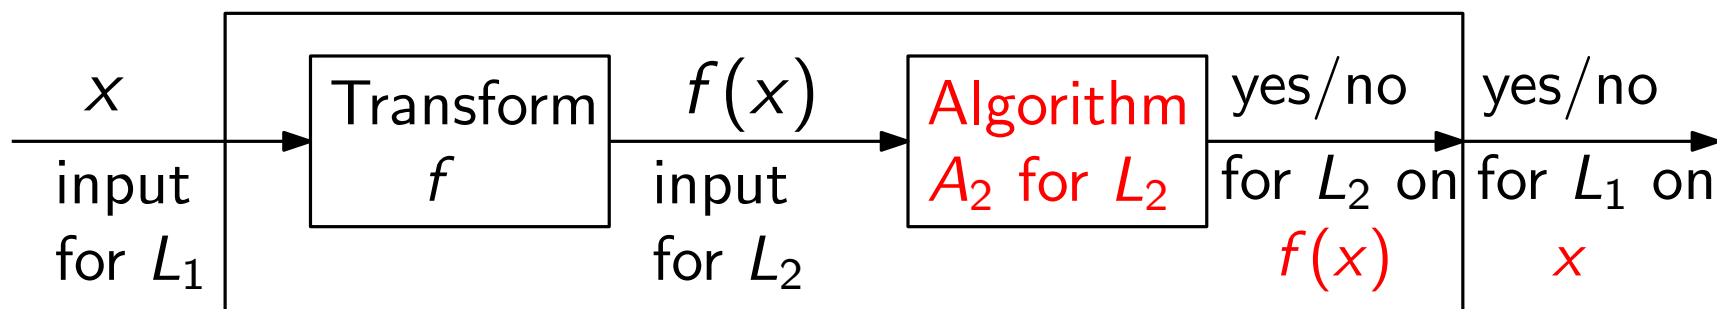 x
input
for L₁
Transform
f
f(x)
input
for L₂
Algorithm
A₂ for L₂
yes/no
for L₂ on
f(x)
yes/no
for L₁ on
x